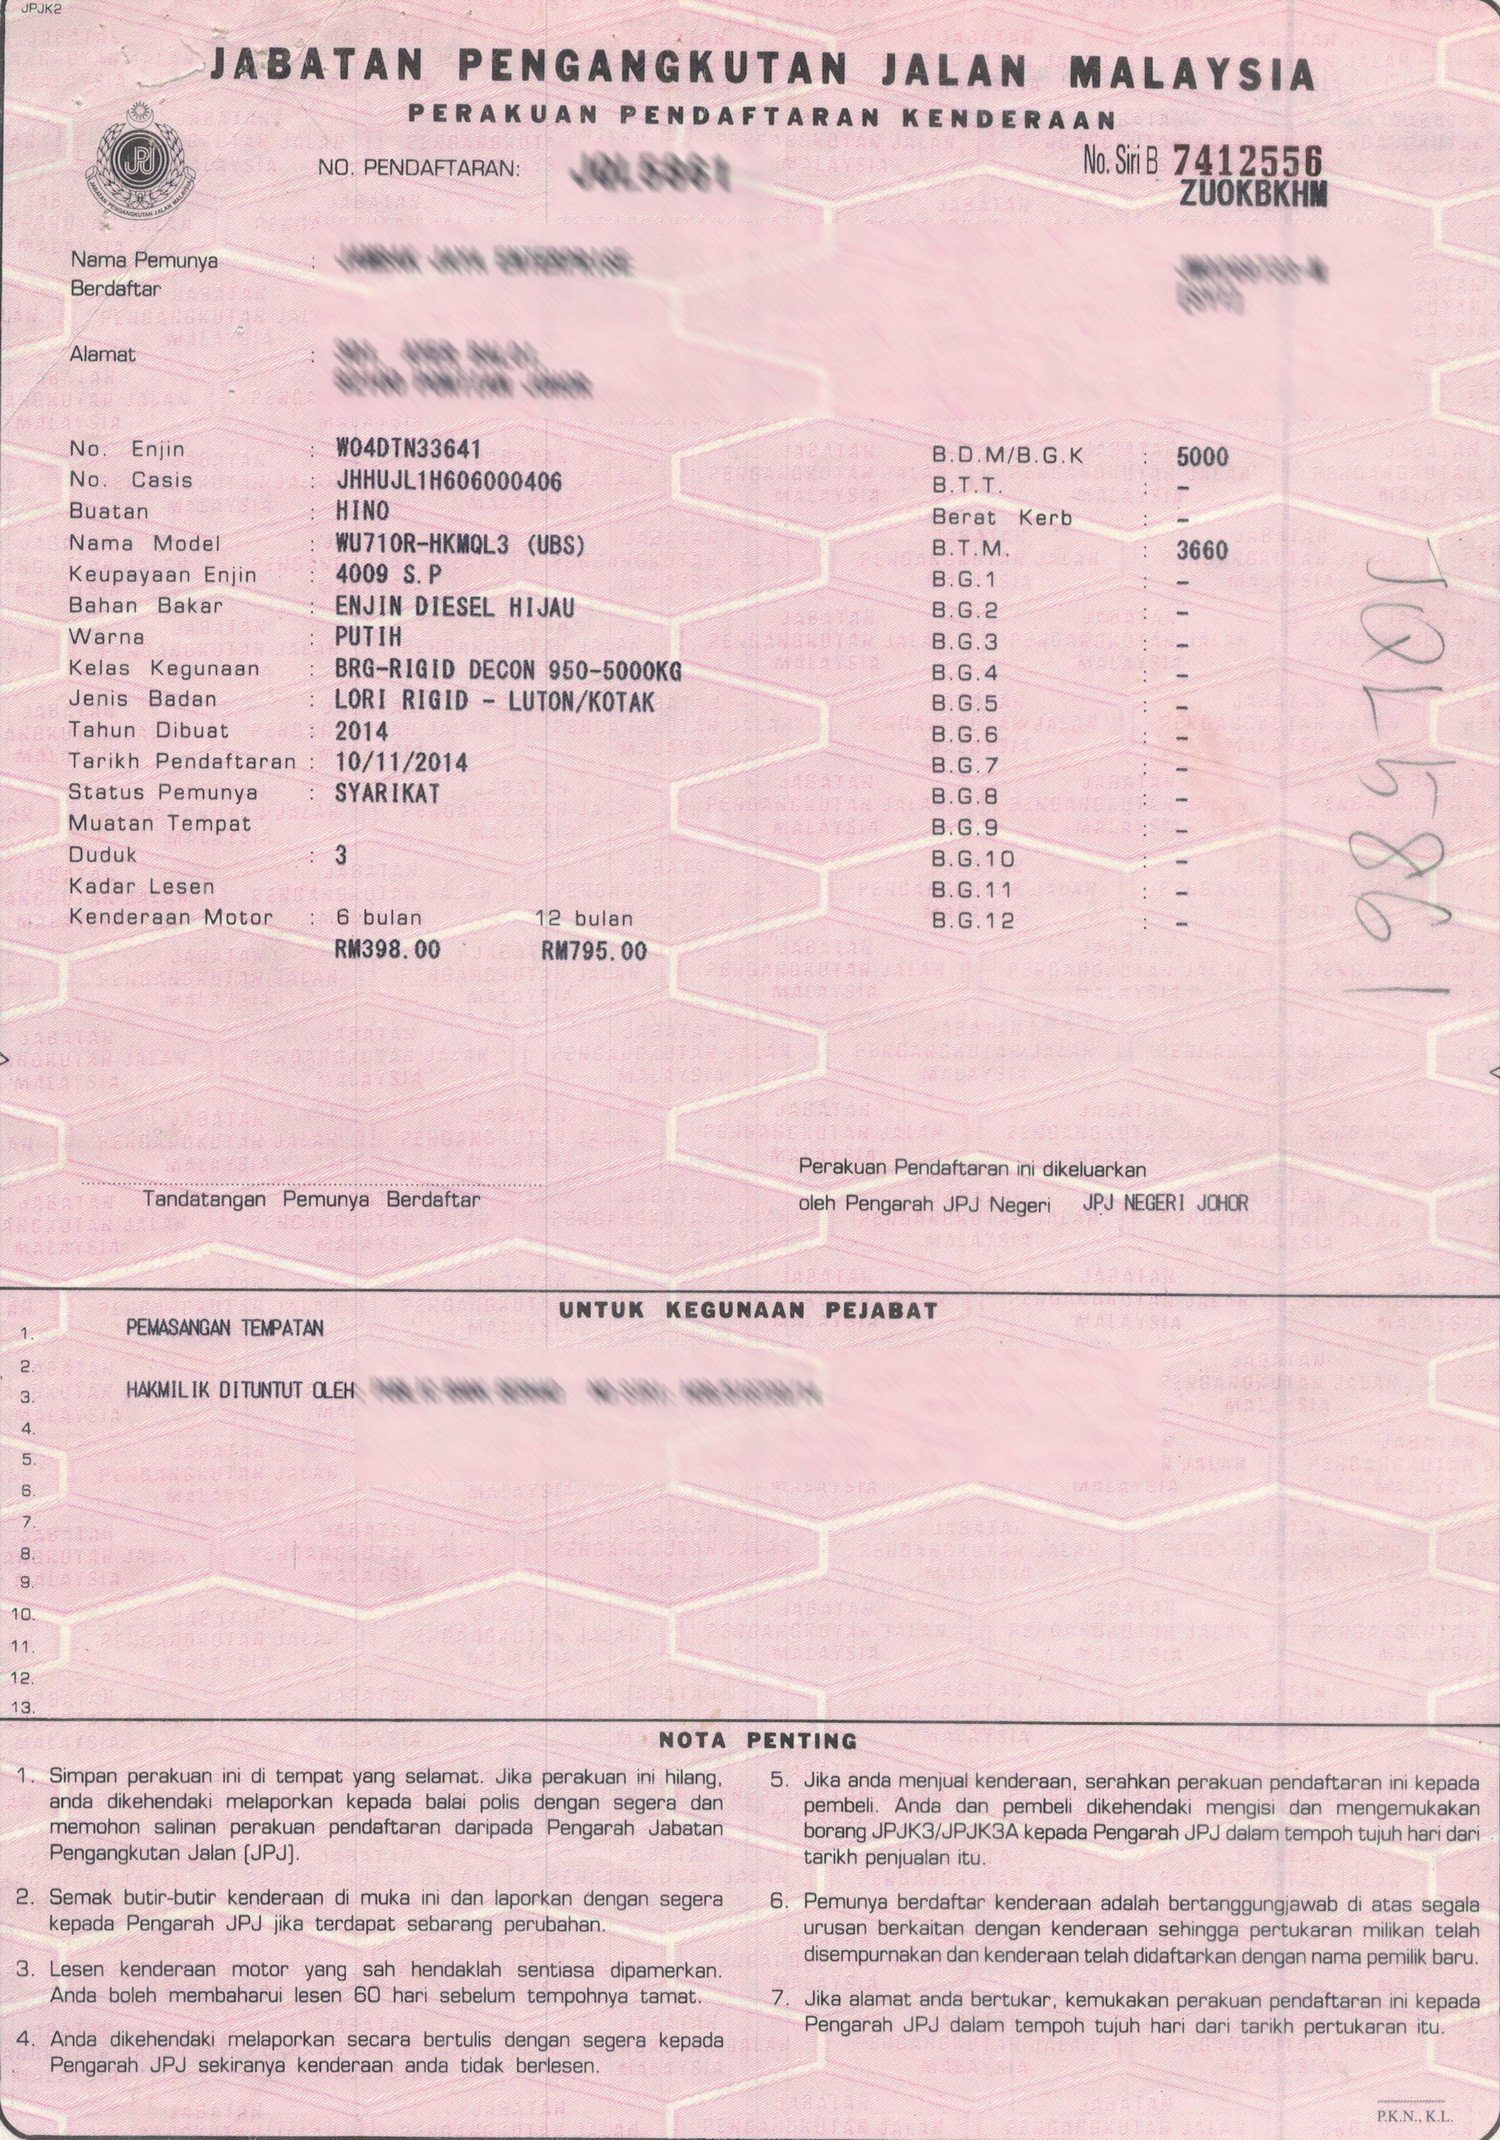 JPJK2
JABATAN PENGANGKUTAN JALAN MALAYSIA
PERAKUAN PENDAFTARAN KENDERAAN
NO. PENDAFTARAN:
No. Siri B 7412556
ZUOKBKHM
JPJ
JABATAN PENGANGKUTAN JALAN MALAYSIA
Nama Pemunya :
Berdaftar
Alamat :
No. Enjin : W04DTN33641
No. Casis : JHHUJL1H606000406
Buatan : HINO
Nama Model : WU710R-HKMQL3 (UBS)
Keupayaan Enjin : 4009 S.P
Bahan Bakar : ENJIN DIESEL HIJAU
Warna : PUTIH
Kelas Kegunaan : BRG-RIGID DECON 950-5000KG
Jenis Badan : LORI RIGID - LUTON/KOTAK
Tahun Dibuat : 2014
Tarikh Pendaftaran : 10/11/2014
Status Pemunya : SYARIKAT
Muatan Tempat
Duduk : 3
Kadar Lesen
Kenderaan Motor : 6 bulan 12 bulan
RM398.00 RM795.00
B.D.M/B.G.K : 5000
B.T.T. : -
Berat Kerb : -
B.T.M. : 3660
B.G.1 : -
B.G.2 : -
B.G.3 : -
B.G.4 : -
B.G.5 : -
B.G.6 : -
B.G.7 : -
B.G.8 : -
B.G.9 : -
B.G.10 : -
B.G.11 : -
B.G.12 : -
Tandatangan Pemunya Berdaftar
Perakuan Pendaftaran ini dikeluarkan
oleh Pengarah JPJ Negeri JPJ NEGERI JOHOR
UNTUK KEGUNAAN PEJABAT
1. PEMASANGAN TEMPATAN
2.
3. HAKMILIK DITUNTUT OLEH
4.
5.
6.
7.
8.
9.
10.
11.
12.
13.
NOTA PENTING
1. Simpan perakuan ini di tempat yang selamat. Jika perakuan ini hilang,
anda dikehendaki melaporkan kepada balai polis dengan segera dan
memohon salinan perakuan pendaftaran daripada Pengarah Jabatan
Pengangkutan Jalan (JPJ).
2. Semak butir-butir kenderaan di muka ini dan laporkan dengan segera
kepada Pengarah JPJ jika terdapat sebarang perubahan.
3. Lesen kenderaan motor yang sah hendaklah sentiasa dipamerkan.
Anda boleh membaharui lesen 60 hari sebelum tempohnya tamat.
4. Anda dikehendaki melaporkan secara bertulis dengan segera kepada
Pengarah JPJ sekiranya kenderaan anda tidak berlesen.
5. Jika anda menjual kenderaan, serahkan perakuan pendaftaran ini kepada
pembeli. Anda dan pembeli dikehendaki mengisi dan mengemukakan
borang JPJK3/JPJK3A kepada Pengarah JPJ dalam tempoh tujuh hari dari
tarikh penjualan itu.
6. Pemunya berdaftar kenderaan adalah bertanggungjawab di atas segala
urusan berkaitan dengan kenderaan sehingga pertukaran milikan telah
disempurnakan dan kenderaan telah didaftarkan dengan nama pemilik baru.
7. Jika alamat anda bertukar, kemukakan perakuan pendaftaran ini kepada
Pengarah JPJ dalam tempoh tujuh hari dari tarikh pertukaran itu.
P.K.N., K.L.